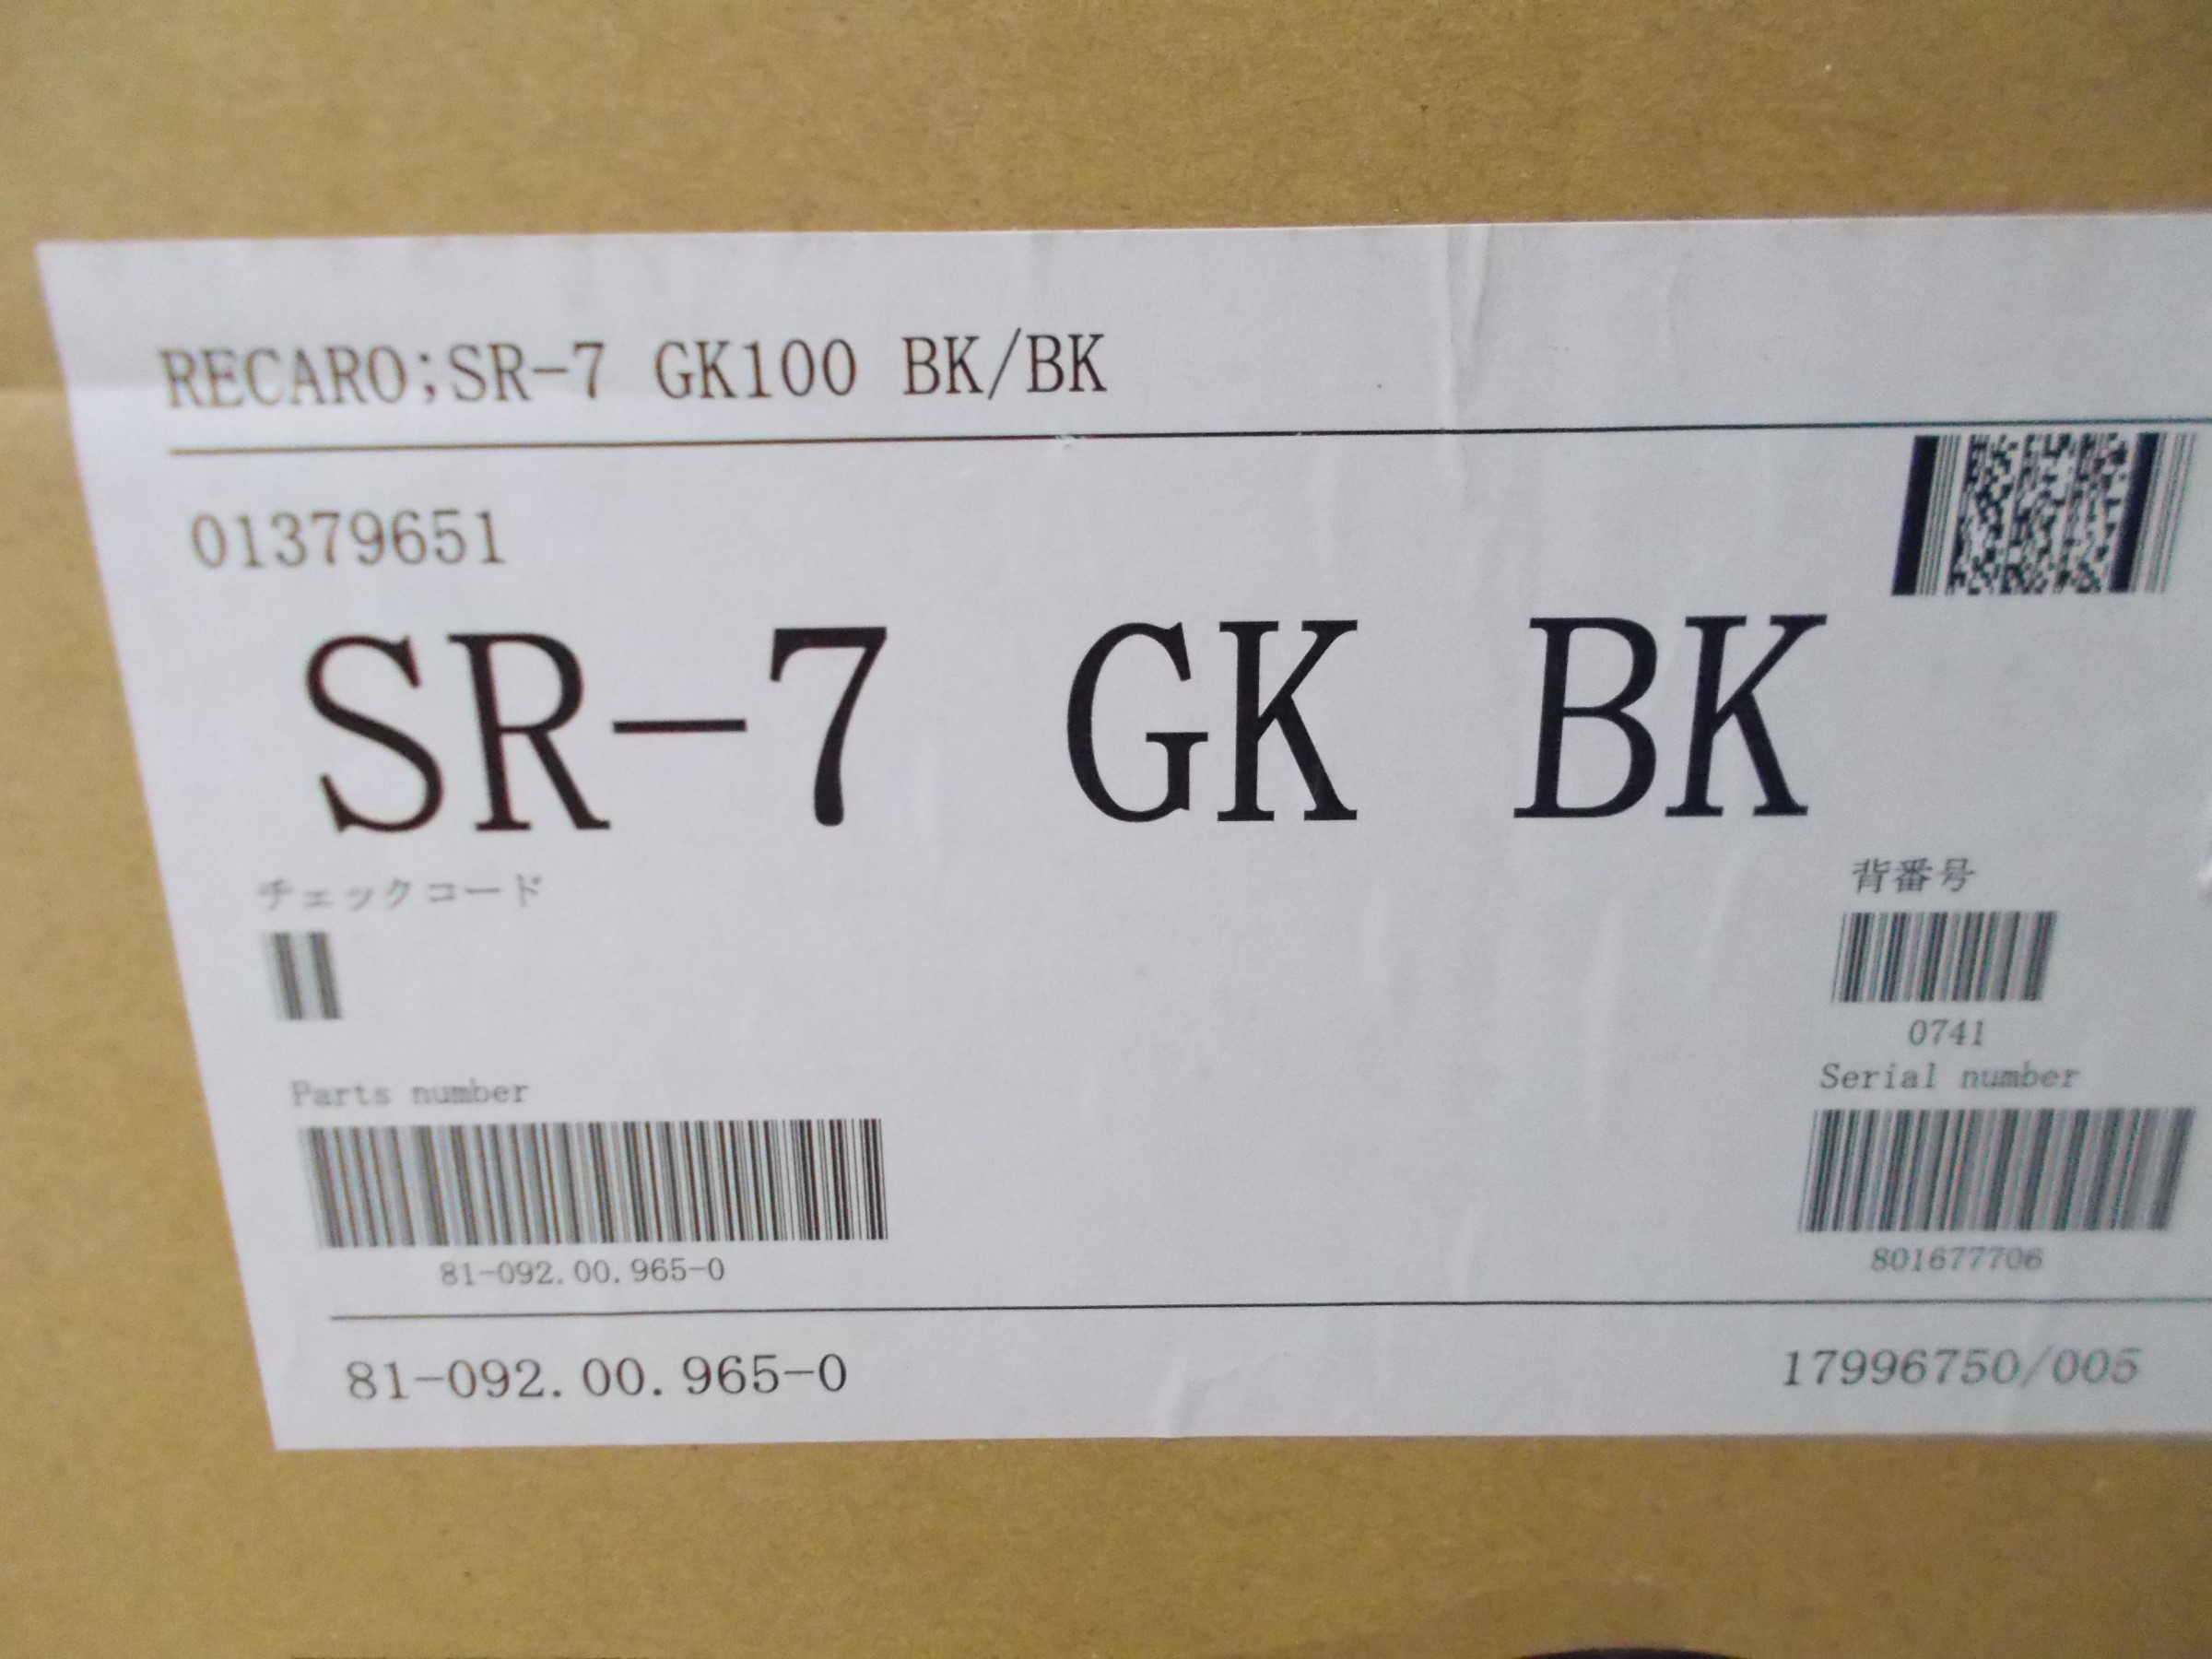 RECARO;SR-7 GK100 BK/BK
01379651
SR-7 GK BK
チェックコード
背番号
0741
Parts number
Serial number
81-092.00.965-0
801677706
81-092.00.965-0
17996750/005